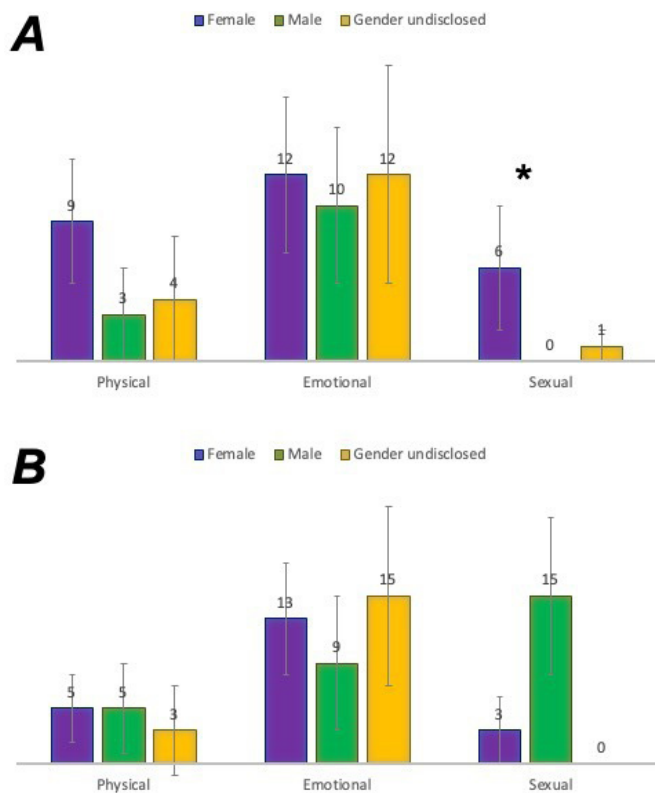 A
Female Male Gender undisclosed
9 3 4 12 10 12 6 0 1 *
Physical Emotional Sexual
B
Female Male Gender undisclosed
5 5 3 13 9 15 3 15 0
Physical Emotional Sexual